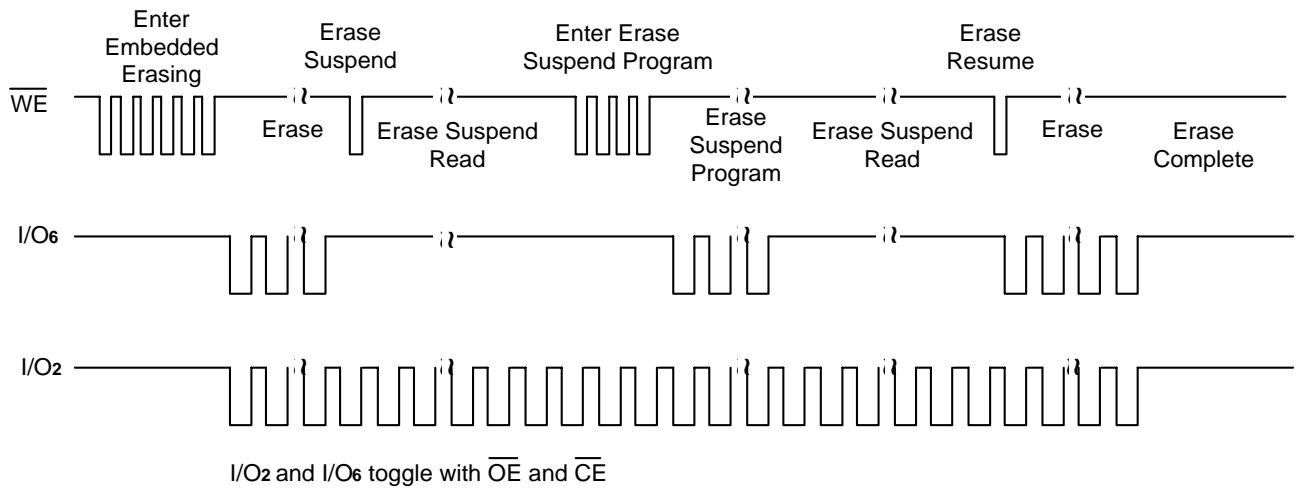 Enter
Embedded
Erasing
Erase
Suspend
Enter Erase
Suspend Program
Erase
Resume
WE
Erase
Erase Suspend
Read
Erase
Suspend
Program
Erase Suspend
Read
Erase
Erase
Complete
I/O6
I/O2
I/O2 and I/O6 toggle with OE and CE